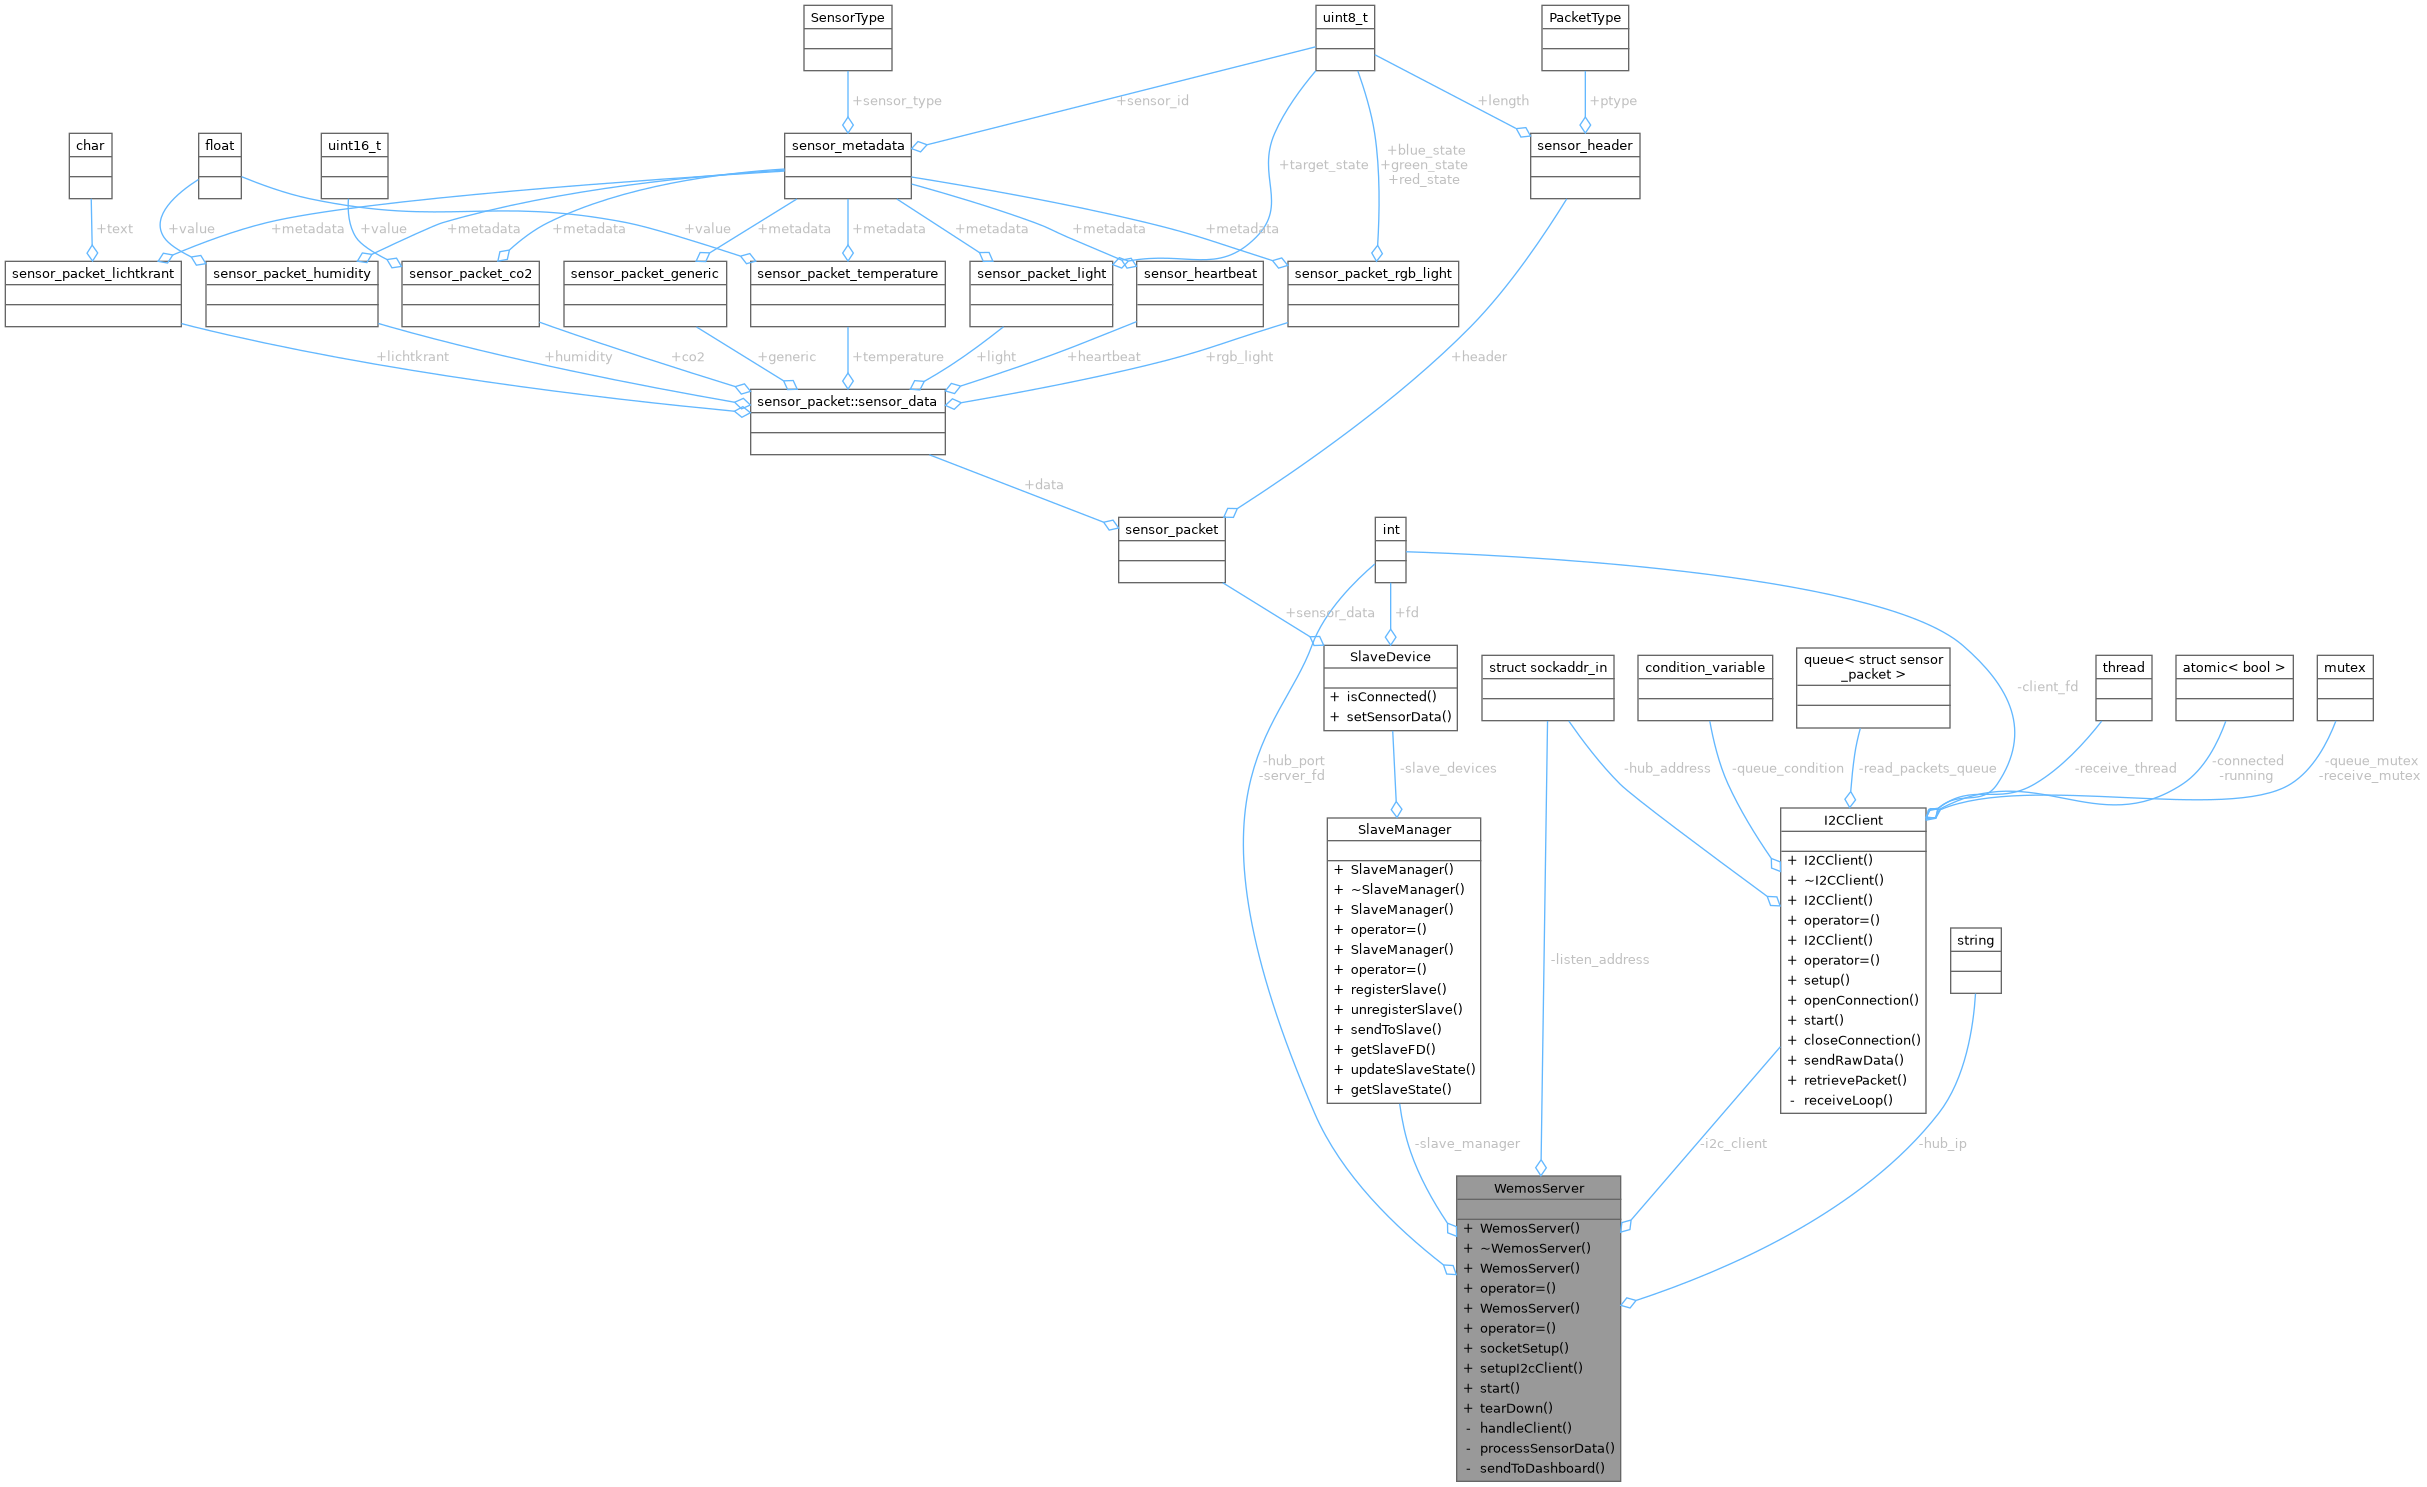 SensorType
uint8_t
PacketType
+sensor_type
+sensor_id
+length
+ptype
char
float
uint16_t
sensor_metadata
+blue_state
+green_state
+red_state
+target_state
sensor_header
+text
+value
+metadata
+value
+metadata
+metadata
+value
+metadata
+metadata
+metadata
+metadata
+metadata
sensor_packet_lichtkrant
sensor_packet_humidity
sensor_packet_co2
sensor_packet_generic
sensor_packet_temperature
sensor_packet_light
sensor_heartbeat
sensor_packet_rgb_light
+lichtkrant
+humidity
+co2
+generic
+temperature
+light
+heartbeat
+rgb_light
+header
sensor_packet::sensor_data
+data
sensor_packet
int
+sensor_data
+fd
SlaveDevice
+ isConnected()
+ setSensorData()
struct sockaddr_in
condition_variable
queue< struct sensor
_packet >
thread
atomic< bool >
mutex
-client_fd
-hub_port
-server_fd
-slave_devices
-hub_address
-queue_condition
-read_packets_queue
-receive_thread
-connected
-running
-queue_mutex
-receive_mutex
SlaveManager
+ SlaveManager()
+ ~SlaveManager()
+ SlaveManager()
+ operator=()
+ SlaveManager()
+ operator=()
+ registerSlave()
+ unregisterSlave()
+ sendToSlave()
+ getSlaveFD()
+ updateSlaveState()
+ getSlaveState()
I2CClient
+ I2CClient()
+ ~I2CClient()
+ I2CClient()
+ operator=()
+ I2CClient()
+ operator=()
+ setup()
+ openConnection()
+ start()
+ closeConnection()
+ sendRawData()
+ retrievePacket()
- receiveLoop()
string
-listen_address
-slave_manager
-i2c_client
-hub_ip
WemosServer
+ WemosServer()
+ ~WemosServer()
+ WemosServer()
+ operator=()
+ WemosServer()
+ operator=()
+ socketSetup()
+ setupI2cClient()
+ start()
+ tearDown()
- handleClient()
- processSensorData()
- sendToDashboard()